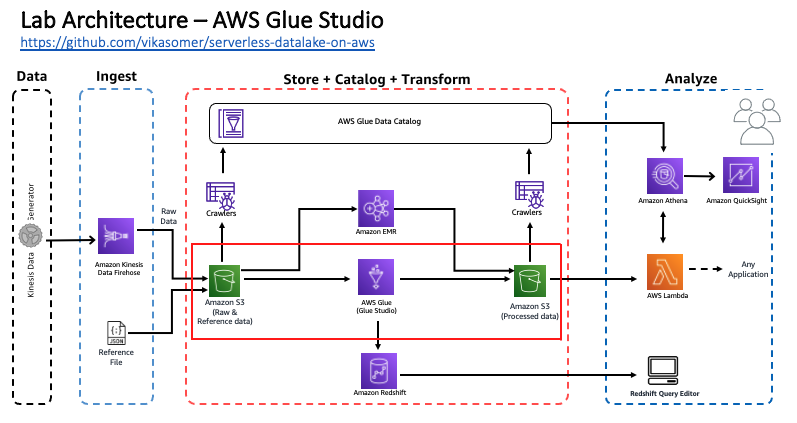 Lab Architecture – AWS Glue Studio
https://github.com/vikasomer/serverless-datalake-on-aws
Data
Ingest
Store + Catalog + Transform
Analyze
AWS Glue Data Catalog
Kinesis Data Generator
Raw
Data
Crawlers
Crawlers
Amazon EMR
Amazon Athena
Amazon QuickSight
Amazon Kinesis
Data Firehose
Amazon S3
(Raw &
Reference data)
AWS Glue
(Glue Studio)
Amazon S3
(Processed data)
AWS Lambda
Any
Application
{:}
JSON
Reference
File
Amazon Redshift
Redshift Query Editor